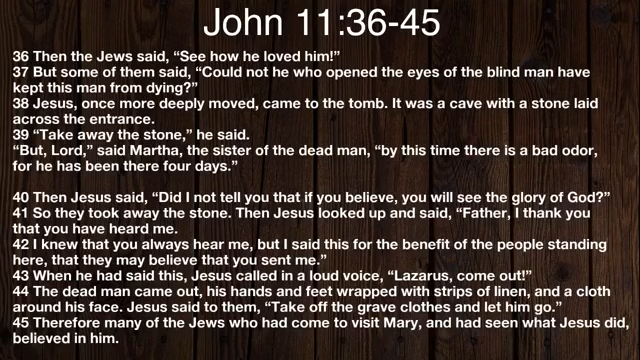 John 11:36-45
36 Then the Jews said, “See how he loved him!”
37 But some of them said, “Could not he who opened the eyes of the blind man have
kept this man from dying?”
38 Jesus, once more deeply moved, came to the tomb. It was a cave with a stone laid
across the entrance.
39 “Take away the stone,” he said.
“But, Lord,” said Martha, the sister of the dead man, “by this time there is a bad odor,
for he has been there four days.”
40 Then Jesus said, “Did I not tell you that if you believe, you will see the glory of God?”
41 So they took away the stone. Then Jesus looked up and said, “Father, I thank you
that you have heard me.
42 I knew that you always hear me, but I said this for the benefit of the people standing
here, that they may believe that you sent me.”
43 When he had said this, Jesus called in a loud voice, “Lazarus, come out!”
44 The dead man came out, his hands and feet wrapped with strips of linen, and a cloth
around his face. Jesus said to them, “Take off the grave clothes and let him go.”
45 Therefore many of the Jews who had come to visit Mary, and had seen what Jesus did,
believed in him.